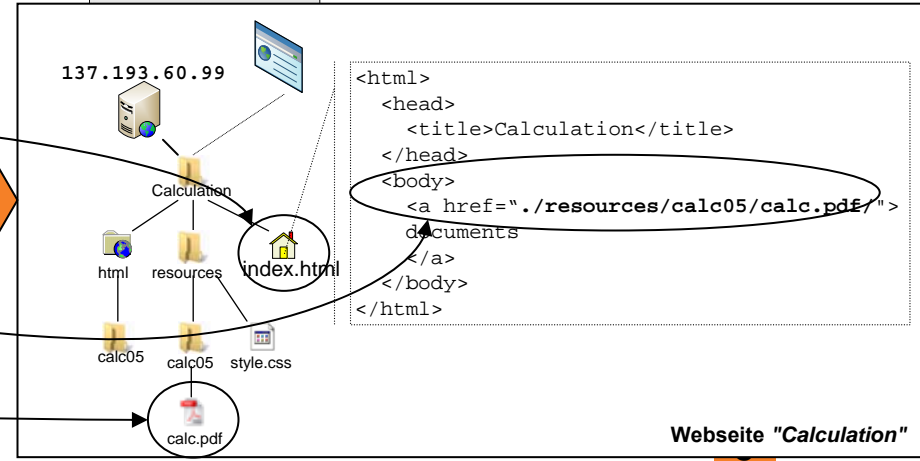 137.193.60.99
Calculation
html
resources
index.html
calc05
calc05
style.css
calc.pdf
<html>
<head>
<title>Calculation</title>
</head>
<body>
<a href=“./resources/calc05/calc.pdf/">
documents
</a>
</body>
</html>
Webseite "Calculation"